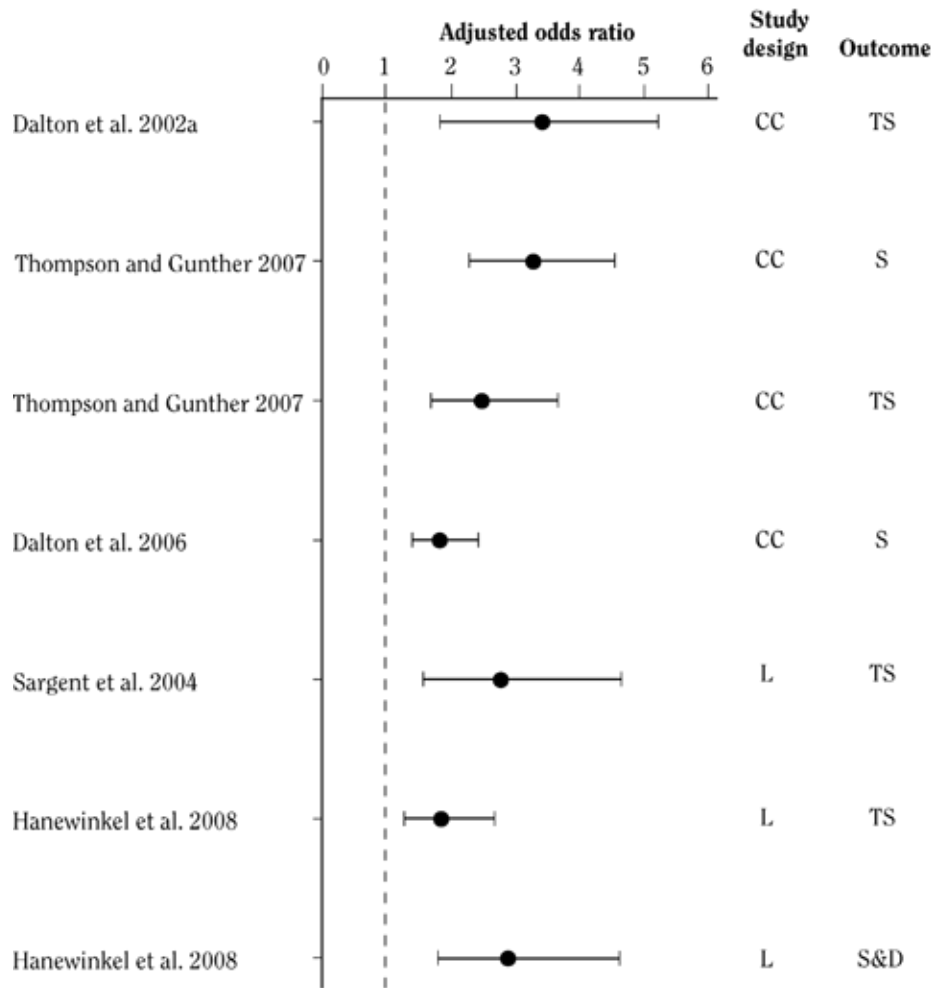 Adjusted odds ratio
Study design
Outcome
0 1 2 3 4 5 6
Dalton et al. 2002a CC TS
Thompson and Gunther 2007 CC S
Thompson and Gunther 2007 CC TS
Dalton et al. 2006 CC S
Sargent et al. 2004 L TS
Hanewinkel et al. 2008 L TS
Hanewinkel et al. 2008 L S&D